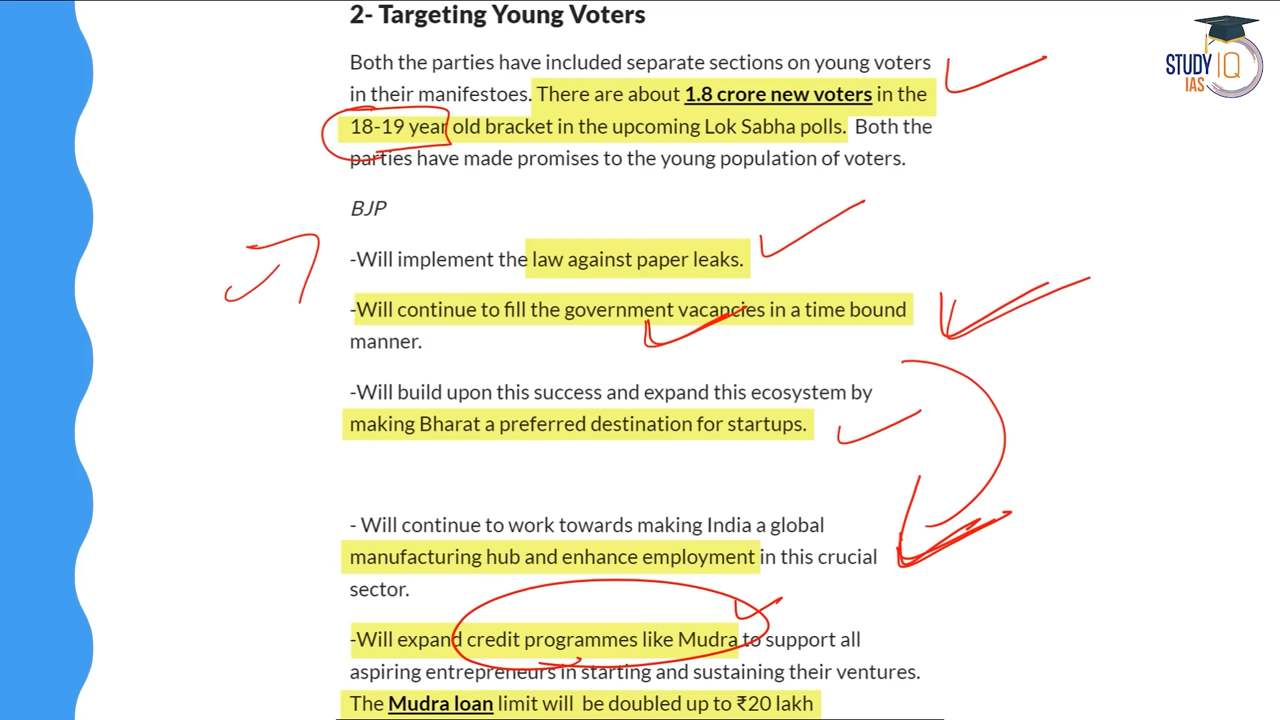 2- Targeting Young Voters
STUDY IQ
IAS
Both the parties have included separate sections on young voters
in their manifestoes. There are about 1.8 crore new voters in the
18-19 year old bracket in the upcoming Lok Sabha polls. Both the
parties have made promises to the young population of voters.
BJP
-Will implement the law against paper leaks.
-Will continue to fill the government vacancies in a time bound
manner.
-Will build upon this success and expand this ecosystem by
making Bharat a preferred destination for startups.
- Will continue to work towards making India a global
manufacturing hub and enhance employment in this crucial
sector.
-Will expand credit programmes like Mudra to support all
aspiring entrepreneurs in starting and sustaining their ventures.
The Mudra loan limit will be doubled up to ₹20 lakh